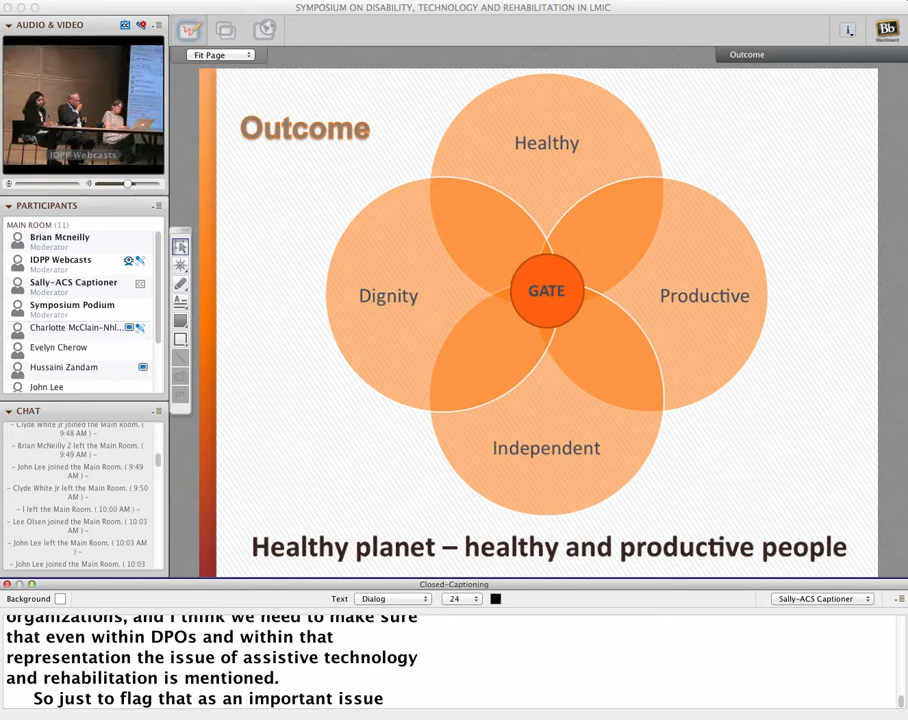 SYMPOSIUM ON DISABILITY, TECHNOLOGY AND REHABILITATION IN LMIC
AUDIO & VIDEO
IDPP Webcasts
PARTICIPANTS
MAIN ROOM (11)
Brian Mcneilly
Moderator
IDPP Webcasts
Moderator
Sally-ACS Captioner
Moderator
Symposium Podium
Moderator
Charlotte McClain-Nhl...
Evelyn Cherow
Hussaini Zandam
John Lee
CHAT
– Clyde White Jr joined the Main Room. ( 
9:48 AM ) –
– Brian McNeilly 2 left the Main Room. (
9:49 AM ) –
– John Lee joined the Main Room. ( 9:49
AM ) –
– Clyde White Jr left the Main Room. ( 9:50
AM ) –
– I left the Main Room. ( 10:00 AM ) –
– Lee Olsen joined the Main Room. ( 10:03
AM ) –
– John Lee left the Main Room. ( 10:03 AM ) –
– John Lee joined the Main Room. ( 10:03
Fit Page
i
Bb
Blackboard
Outcome
Outcome
Healthy
Dignity
GATE
Productive
Independent
Healthy planet – healthy and productive people
Closed-Captioning
Background
Text
Dialog
24
Sally-ACS Captioner
organizations, and I think we need to make sure
that even within DPOs and within that
representation the issue of assistive technology
and rehabilitation is mentioned.
So just to flag that as an important issue